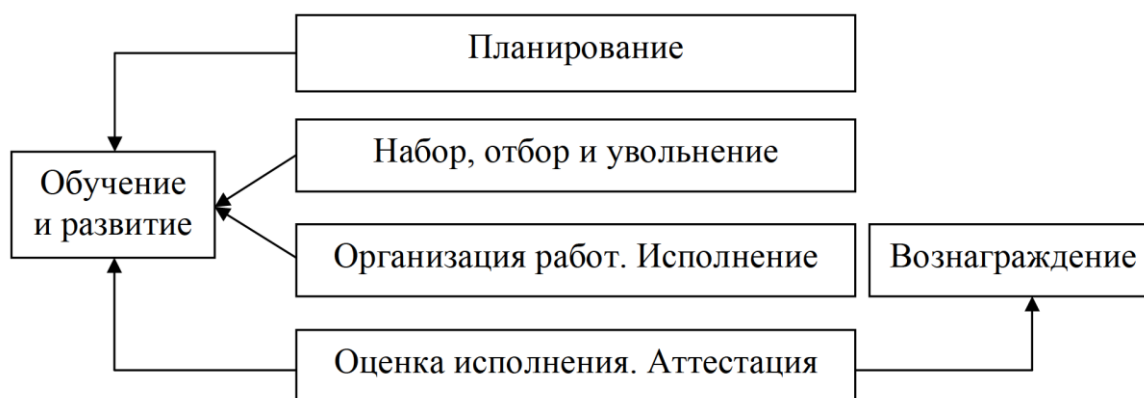 Планирование
Набор, отбор и увольнение
Обучение
и развитие
Организация работ. Исполнение
Вознаграждение
Оценка исполнения. Аттестация